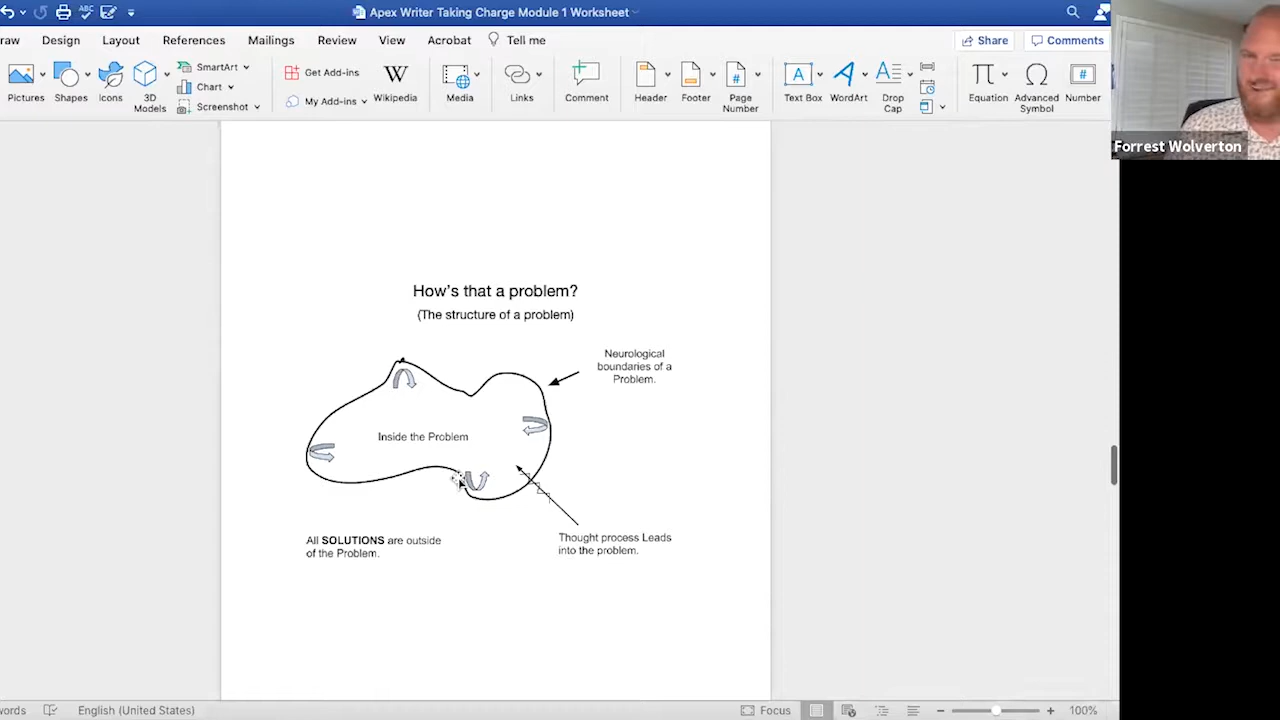 Apex Writer Taking Charge Module 1 Worksheet
raw Design Layout References Mailings Review View Acrobat Tell me Share Comments
SmartArt
Chart
Screenshot
Get Add-ins
My Add-ins
Pictures Shapes Icons 3D Models Wikipedia Media Links Comment Header Footer Page Number Text Box WordArt Drop Cap Equation Advanced Symbol Number
Forrest Wolverton
How's that a problem?
(The structure of a problem)
Neurological
boundaries of a
Problem.
Inside the Problem
All SOLUTIONS are outside
of the Problem.
Thought process Leads
into the problem.
words English (United States) Focus 100%